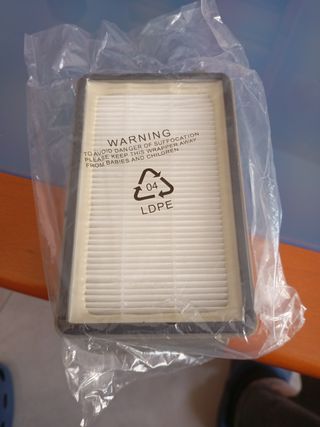 WARNING
TO AVOID DANGER OF SUFFOCATION
PLEASE KEEP THIS WRAPPER AWAY
FROM BABIES AND CHILDREN.
04
LDPE